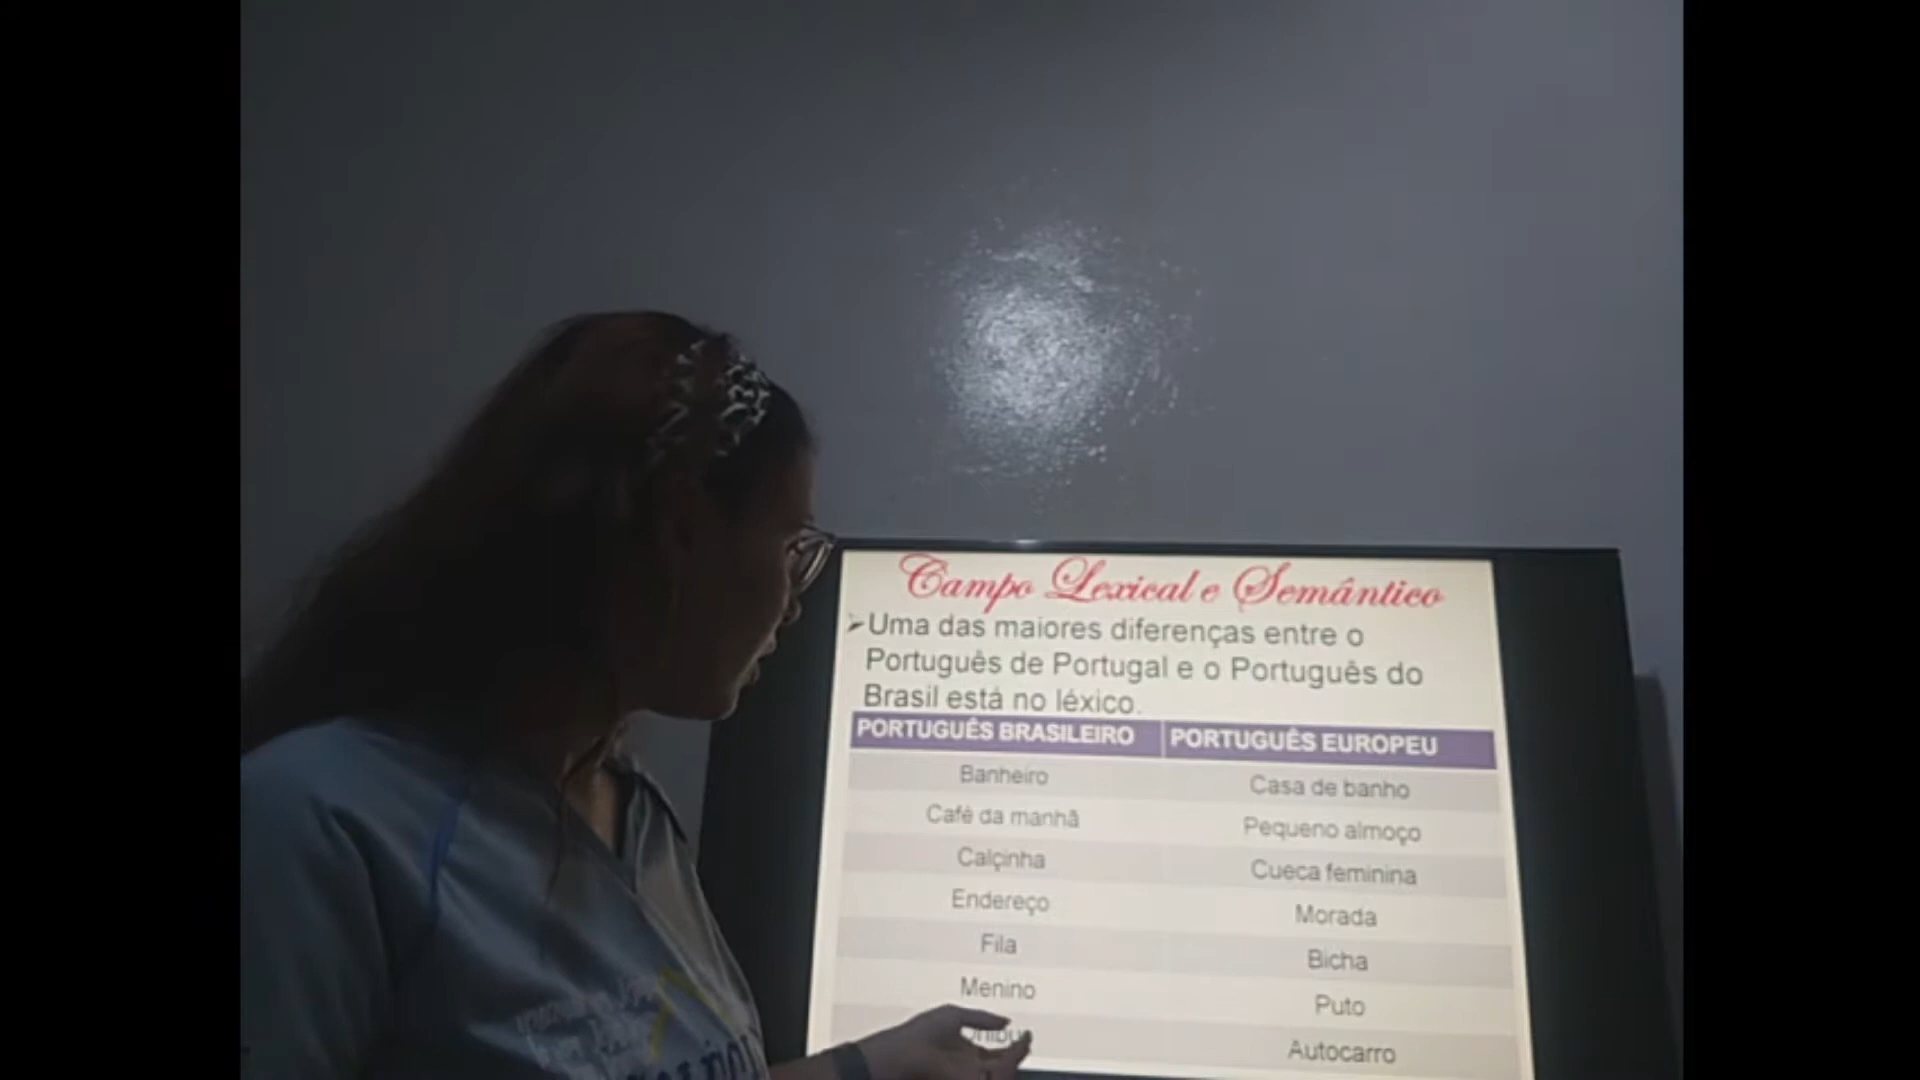 Campo Lexical e Semântico
➢Uma das maiores diferenças entre o
Português de Portugal e o Português do
Brasil está no léxico.
PORTUGUÊS BRASILEIRO PORTUGUÊS EUROPEU
Banheiro Casa de banho
Café da manhã Pequeno almoço
Calçinha Cueca feminina
Endereço Morada
Fila Bicha
Menino Puto
Autocarro